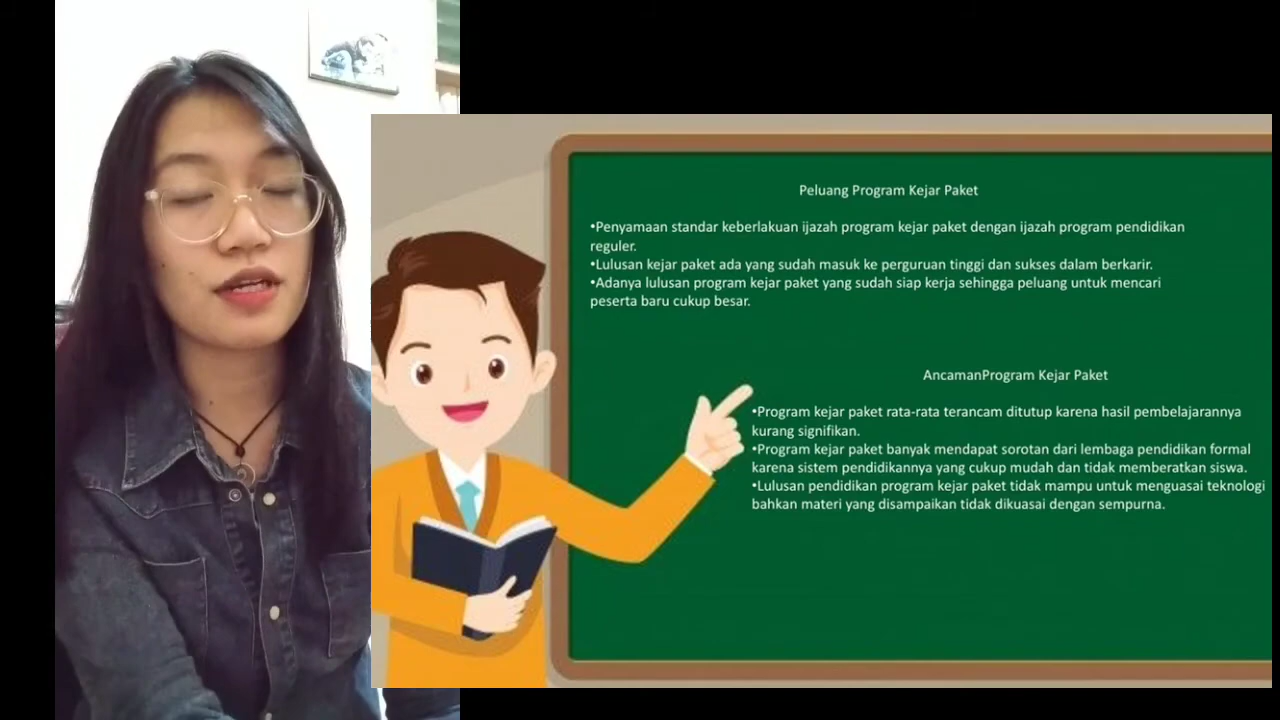 Peluang Program Kejar Paket
•Penyamaan standar keberlakuan ijazah program kejar paket dengan ijazah program pendidikan
reguler.
•Lulusan kejar paket ada yang sudah masuk ke perguruan tinggi dan sukses dalam berkarir.
•Adanya lulusan program kejar paket yang sudah siap kerja sehingga peluang untuk mencari
peserta baru cukup besar.
AncamanProgram Kejar Paket
•Program kejar paket rata-rata terancam ditutup karena hasil pembelajarannya
kurang signifikan.
•Program kejar paket banyak mendapat sorotan dari lembaga pendidikan formal
karena sistem pendidikannya yang cukup mudah dan tidak memberatkan siswa.
•Lulusan pendidikan program kejar paket tidak mampu untuk menguasai teknologi
bahkan materi yang disampaikan tidak dikuasai dengan sempurna.